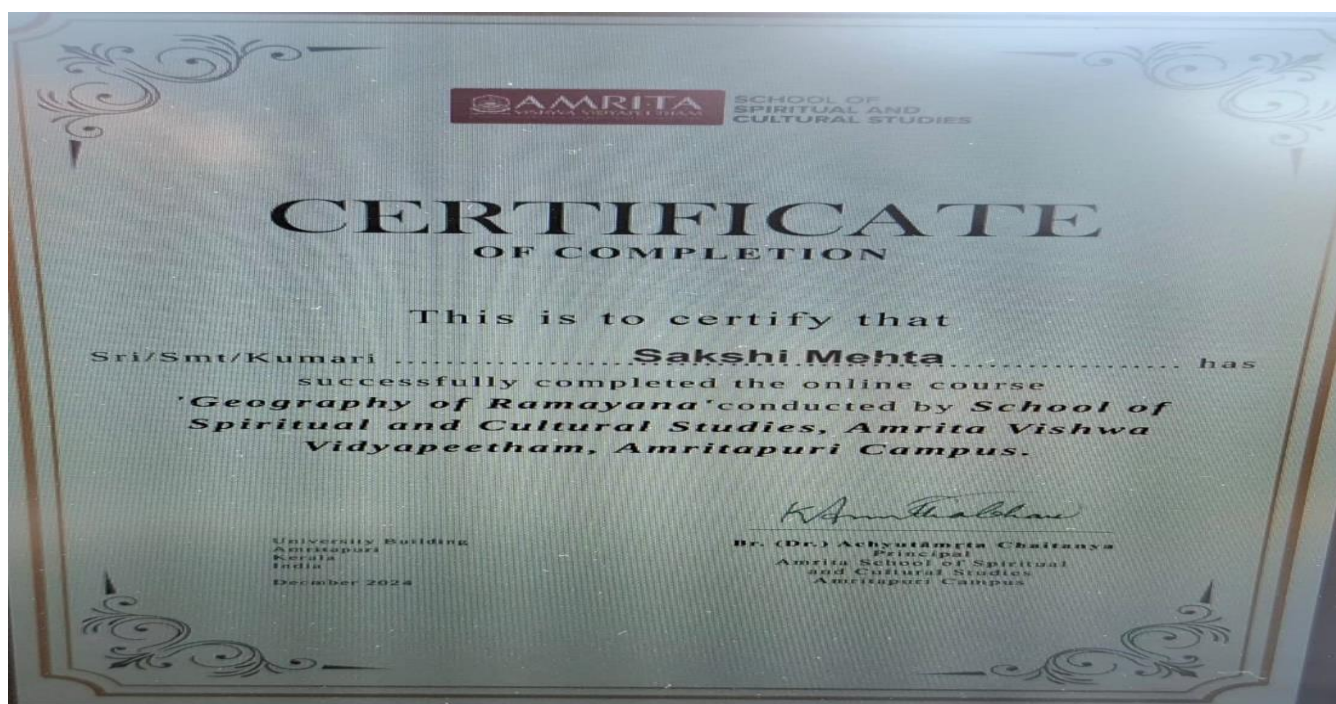 AMRITA
VISHWA VIDYAPEETHAM
SCHOOL OF
SPIRITUAL AND
CULTURAL STUDIES
CERTIFICATE
OF COMPLETION
This is to certify that
Sri/Smt/Kumari ..................Sakshi Mehta.................. has
successfully completed the online course
'Geography of Ramayana'conducted by School of
Spiritual and Cultural Studies, Amrita Vishwa
Vidyapeetham, Amritapuri Campus.
University Building
Amritapuri
Kerala
India
Decmber 2024
Br. (Dr.) Achyutāmṛta Chaitanya
Principal
Amrita School of Spiritual
and Cultural Studies
Amritapuri Campus